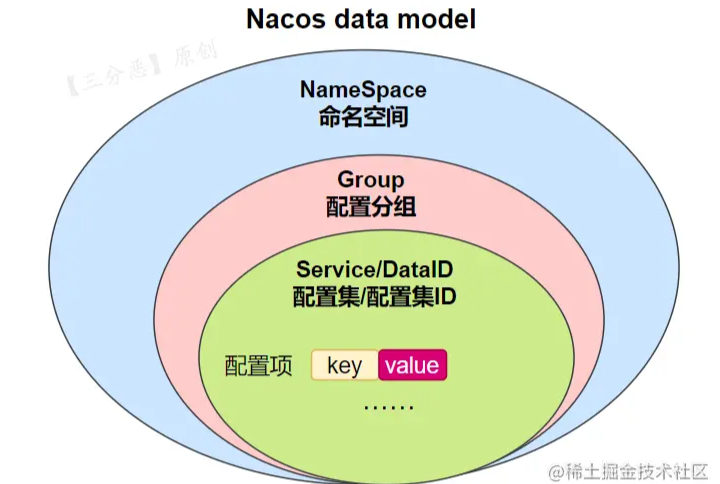 Nacos data model
【三分恶】原创
NameSpace
命名空间
Group
配置分组
Service/DataID
配置集/配置集ID
配置项 key value
……
@稀土掘金技术社区